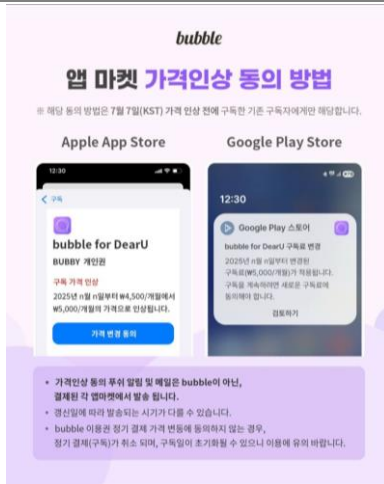 bubble
앱 마켓 가격인상 동의 방법
※ 해당 동의 방법은 7월 7일(KST) 가격 인상 전에 구독한 기존 구독자에게만 해당합니다.
Apple App Store
Google Play Store
12:30
구독
bubble for DearU
BUBBY 개인권
구독 가격 인상
2025년 n월 n일부터 ₩4,500/개월에서
₩5,000/개월의 가격으로 인상됩니다.
가격 변경 동의
12:30
Google Play 스토어
bubble for DearU 구독료 변경
2025년 n월 n일부터 변경된
구독료(₩5,000/개월)가 적용됩니다.
구독을 계속하려면 새로운 구독료에
동의해야 합니다.
검토하기
• 가격인상 동의 푸쉬 알림 및 메일은 bubble이 아닌,
결제된 각 앱마켓에서 발송 됩니다.
• 갱신일에 따라 발송되는 시기가 다를 수 있습니다.
• bubble 이용권 정기 결제 가격 변동에 동의하지 않는 경우,
정기 결제(구독)가 취소 되며, 구독일이 초기화될 수 있으니 이용에 유의 바랍니다.